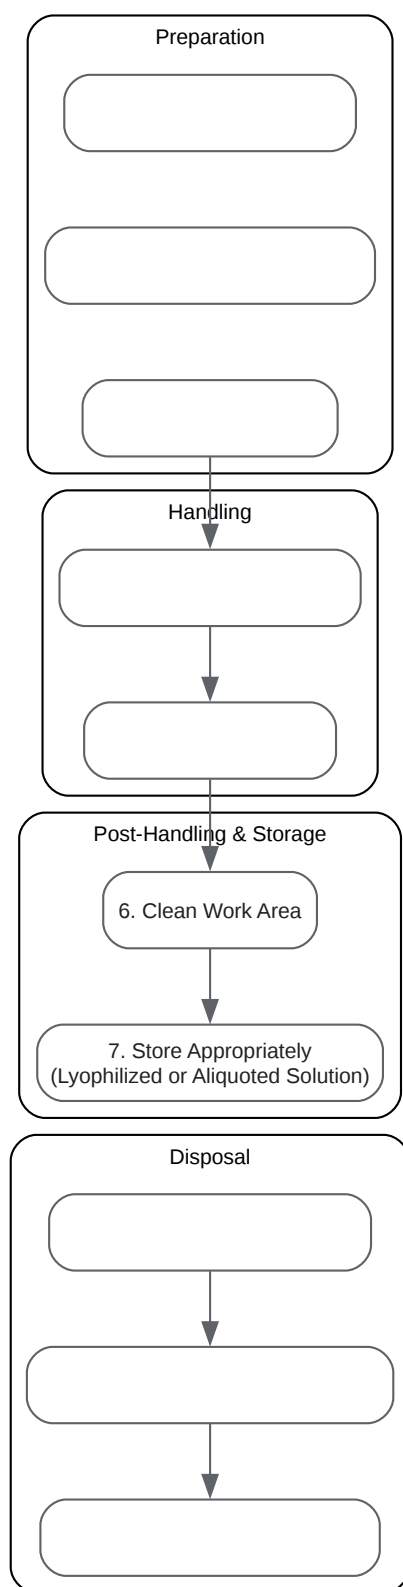 Preparation
Handling
Post-Handling & Storage
6. Clean Work Area
7. Store Appropriately
(Lyophilized or Aliquoted Solution)
Disposal